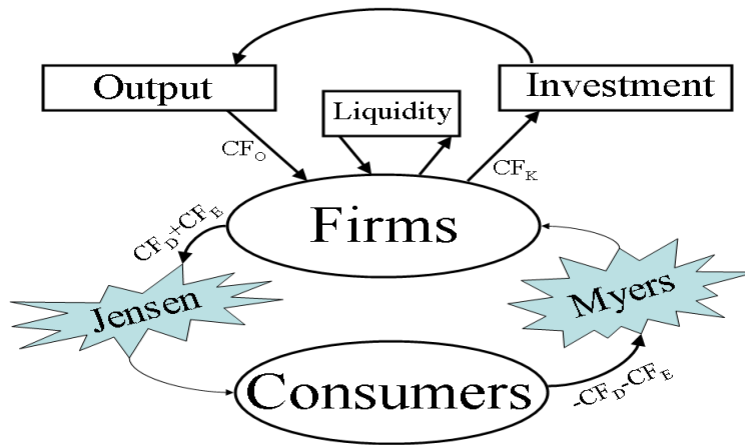 Output
Liquidity
Investment
CF_O
CF_K
Firms
CF_D+CF_E
Jensen
Myers
Consumers
-CF_D-CF_E